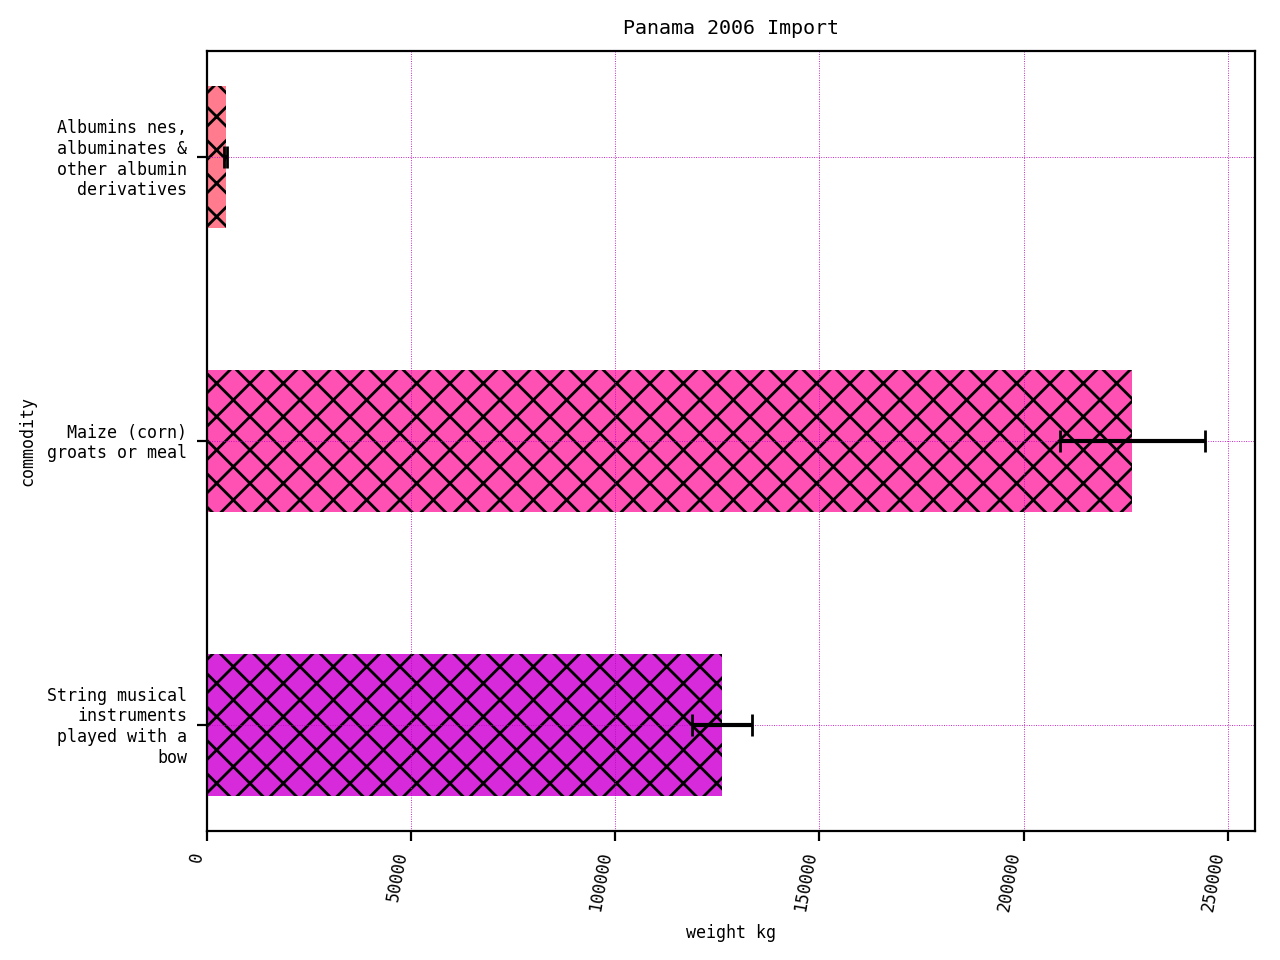 Panama 2006 Import
Albumins nes,
albuminates &
other albumin
derivatives
Maize (corn)
groats or meal
String musical
instruments
played with a
bow
commodity
0
50000
100000
150000
200000
250000
weight kg